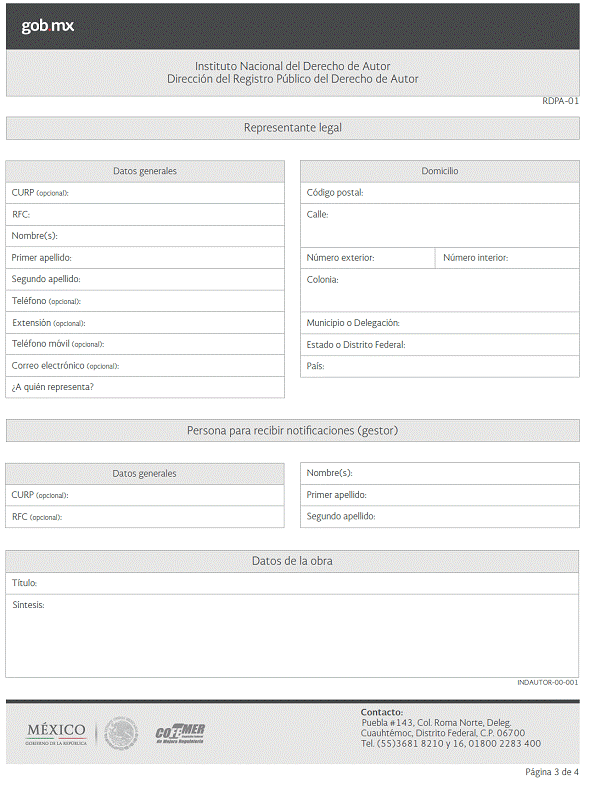 gob mx
Instituto Nacional del Derecho de Autor
Dirección del Registro Público del Derecho de Autor
RDPA-01
Representante legal
Datos generales
CURP (opcional):
RFC:
Nombre(s):
Primer apellido:
Segundo apellido:
Teléfono (opcional):
Extensión (opcional):
Teléfono móvil (opcional):
Correo electrónico (opcional):
¿A quién representa?
Domicilio
Código postal:
Calle:
Número exterior: Número interior:
Colonia:
Municipio o Delegación:
Estado o Distrito Federal:
País:
Persona para recibir notificaciones (gestor)
Datos generales
CURP (opcional):
RFC (opcional):
Nombre(s):
Primer apellido:
Segundo apellido:
Datos de la obra
Título:
Síntesis:
INDAUTOR-00-001
MÉXICO
GOBIERNO DE LA REPÚBLICA
COFEMER
de Mejora Regulatoria
Contacto:
Puebla #143, Col. Roma Norte, Deleg.
Cuauhtémoc, Distrito Federal, C.P. 06700
Tel. (55)3681 8210 y 16, 01800 2283 400
Página 3 de 4